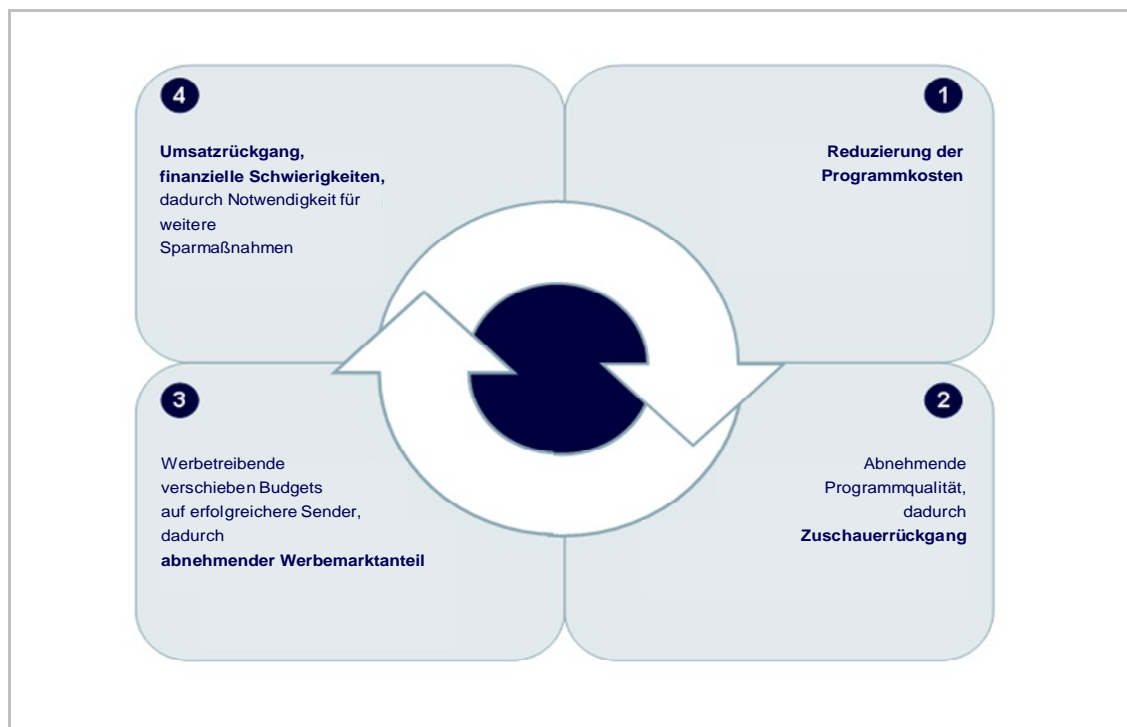 4
Umsatzrückgang,
finanzielle Schwierigkeiten,
dadurch Notwendigkeit für
weitere
Sparmaßnahmen
1
Reduzierung der
Programmkosten
3
Werbetreibende
verschieben Budgets
auf erfolgreichere Sender,
dadurch
abnehmender Werbemarktanteil
2
Abnehmende
Programmqualität,
dadurch
Zuschauerrückgang